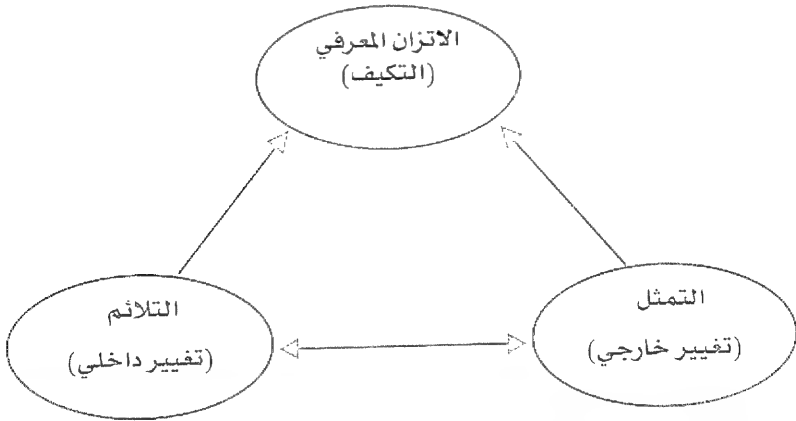 الاتزان المعرفي
(التكيف)
التمثل
(تغيير خارجي)
التلائم
(تغيير داخلي)